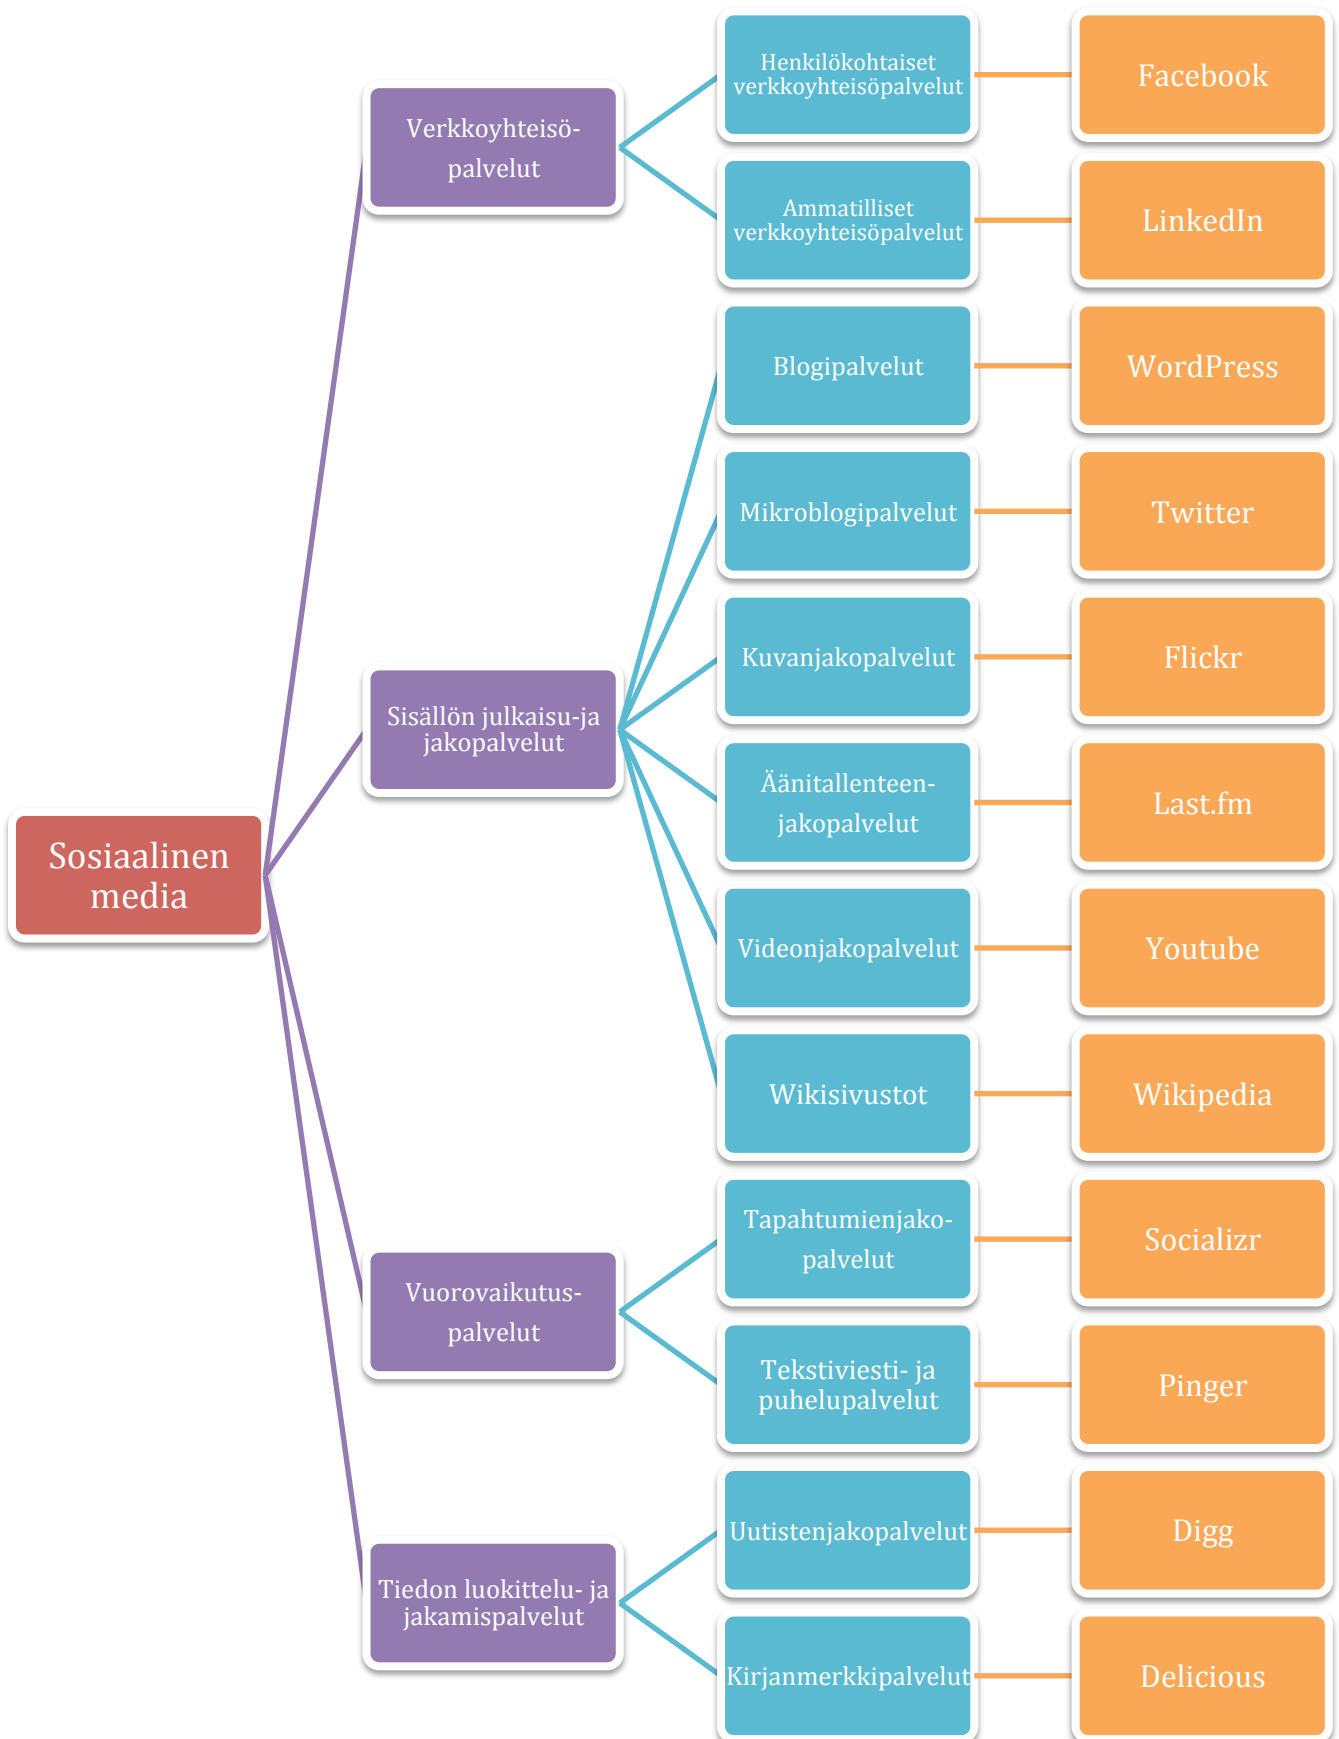 Sosiaalinen
media
Verkkoyhteisö-
palvelut
Henkilökohtaiset
verkkoyhteisöpalvelut
Facebook
Ammatilliset
verkkoyhteisöpalvelut
LinkedIn
Sisällön julkaisu-ja
jakopalvelut
Blogipalvelut
WordPress
Mikroblogipalvelut
Twitter
Kuvanjakopalvelut
Flickr
Äänitallenteen-
jakopalvelut
Last.fm
Videonjakopalvelut
Youtube
Wikisivustot
Wikipedia
Vuorovaikutus-
palvelut
Tapahtumienjako-
palvelut
Socializr
Tekstiviesti- ja
puhelupalvelut
Pinger
Tiedon luokittelu- ja
jakamispalvelut
Uutistenjakopalvelut
Digg
Kirjanmerkkipalvelut
Delicious